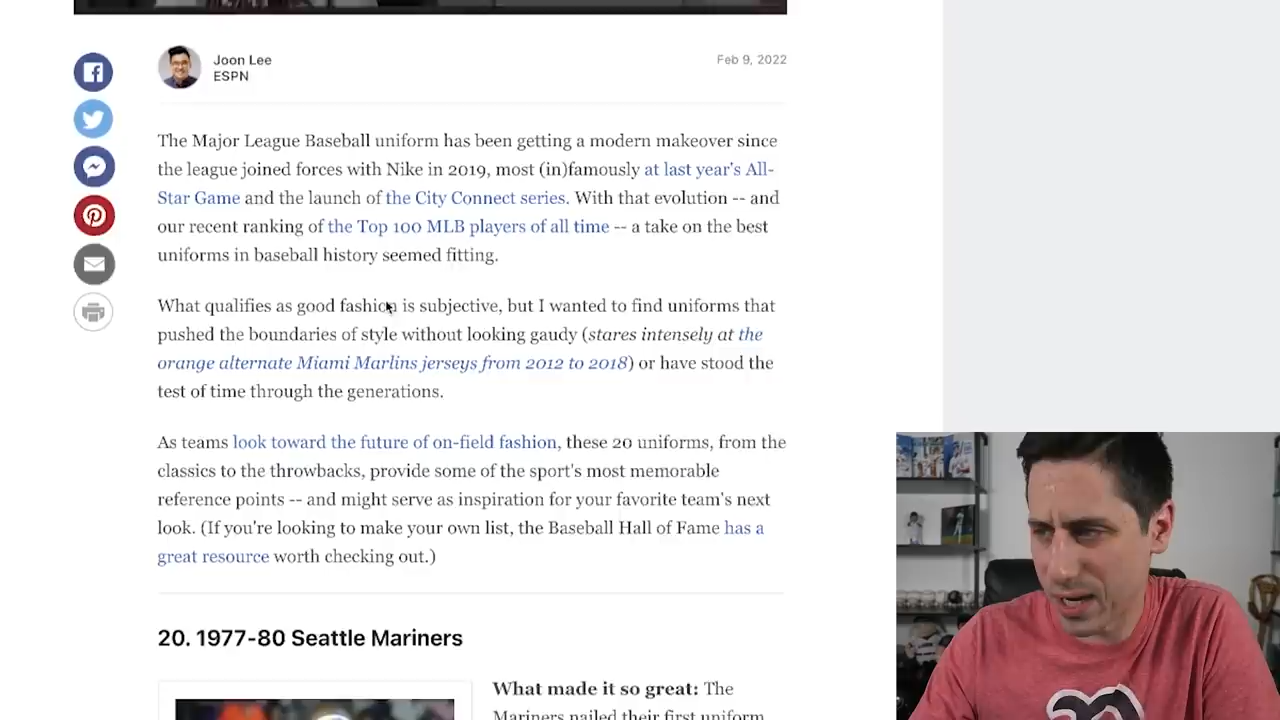 Joon Lee
ESPN
Feb 9, 2022
The Major League Baseball uniform has been getting a modern makeover since
the league joined forces with Nike in 2019, most (in)famously at last year's All-
Star Game and the launch of the City Connect series. With that evolution -- and
our recent ranking of the Top 100 MLB players of all time -- a take on the best
uniforms in baseball history seemed fitting.
What qualifies as good fashion is subjective, but I wanted to find uniforms that
pushed the boundaries of style without looking gaudy (stares intensely at the
orange alternate Miami Marlins jerseys from 2012 to 2018) or have stood the
test of time through the generations.
As teams look toward the future of on-field fashion, these 20 uniforms, from the
classics to the throwbacks, provide some of the sport's most memorable
reference points -- and might serve as inspiration for your favorite team's next
look. (If you're looking to make your own list, the Baseball Hall of Fame has a
great resource worth checking out.)
20. 1977-80 Seattle Mariners
What made it so great: The
Mariners nailed their first uniform